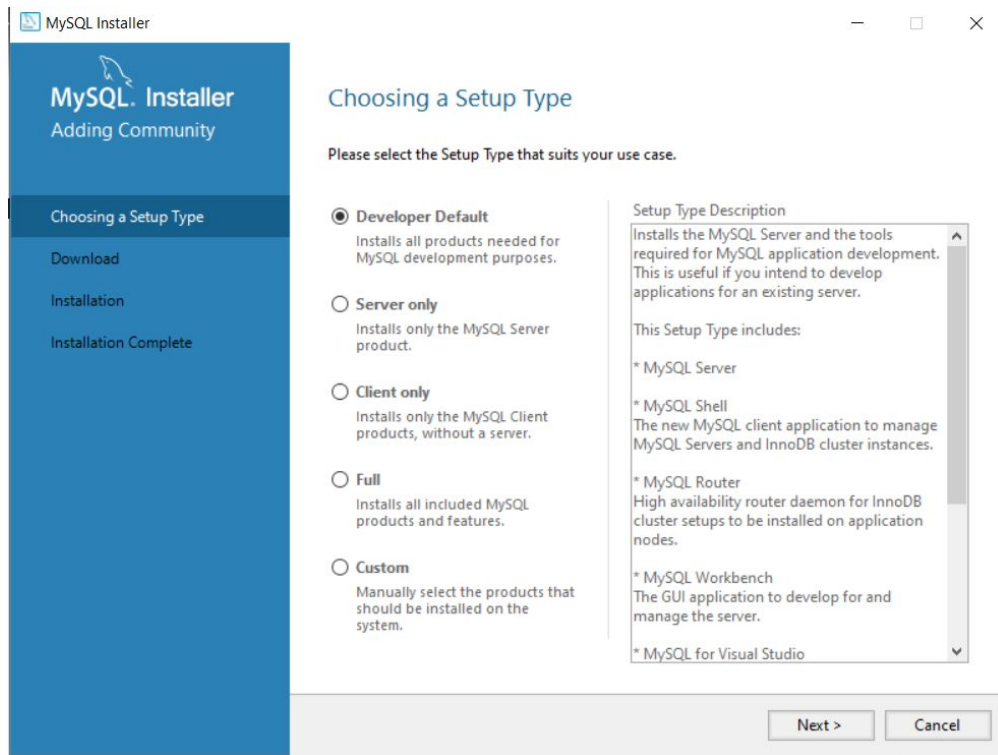 MySQL Installer
MySQL. Installer
Adding Community
Choosing a Setup Type
Download
Installation
Installation Complete
Choosing a Setup Type
Please select the Setup Type that suits your use case.
Developer Default
Installs all products needed for
MySQL development purposes.
Server only
Installs only the MySQL Server
product.
Client only
Installs only the MySQL Client
products, without a server.
Full
Installs all included MySQL
products and features.
Custom
Manually select the products that
should be installed on the
system.
Setup Type Description
Installs the MySQL Server and the tools
required for MySQL application development.
This is useful if you intend to develop
applications for an existing server.
This Setup Type includes:
* MySQL Server
* MySQL Shell
The new MySQL client application to manage
MySQL Servers and InnoDB cluster instances.
* MySQL Router
High availability router daemon for InnoDB
cluster setups to be installed on application
nodes.
* MySQL Workbench
The GUI application to develop for and
manage the server.
* MySQL for Visual Studio
Next >
Cancel